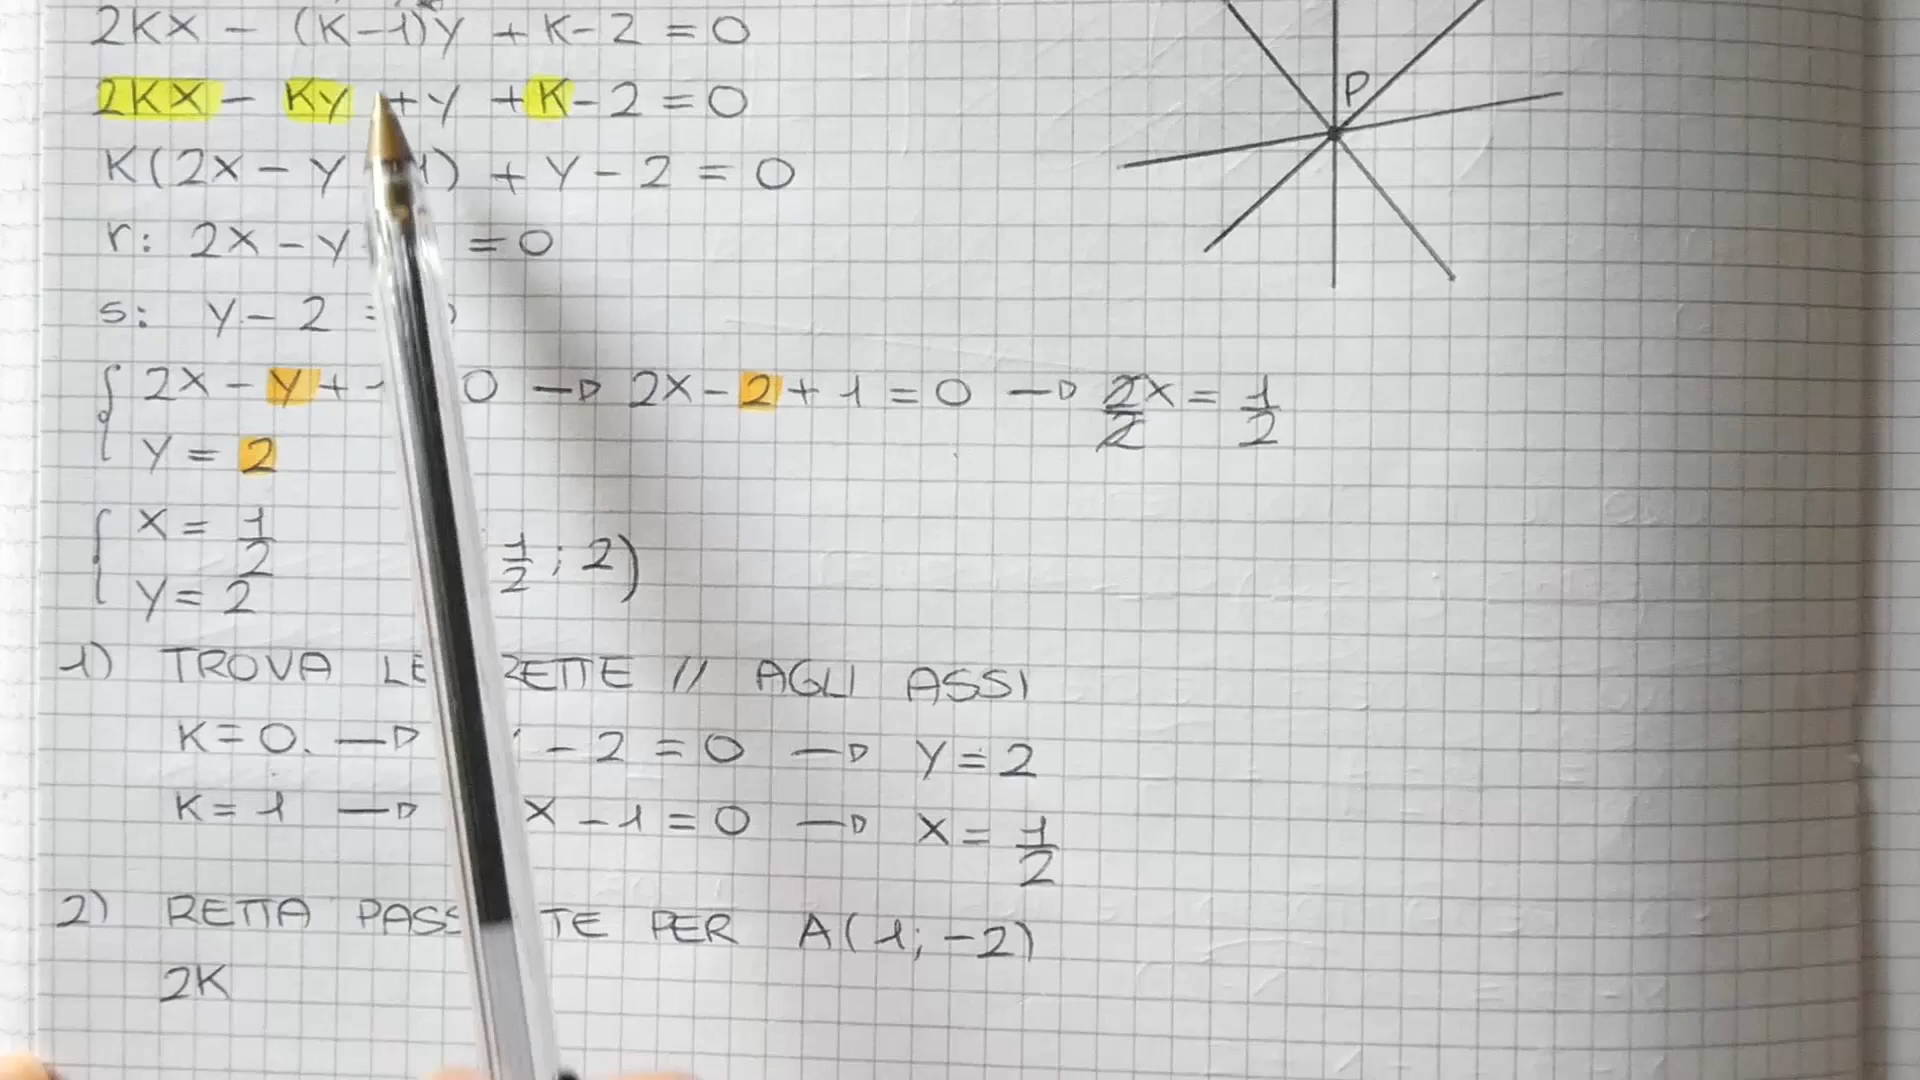 2KX - (K-1)Y + K-2 = 0
2KX - KY + Y + K - 2 = 0
K(2X - Y 1) + Y - 2 = 0
r: 2X - Y = 0
s: Y - 2 =
{ 2X - Y + 0 → 2X - 2 + 1 = 0 → 2X/2 = 1/2
Y = 2
{ X = 1/2
Y = 2
1/2 ; 2)
P
1) TROVA LE RETTE // AGLI ASSI
K = 0. → - 2 = 0 → Y = 2
K = 1 → X - 1 = 0 → X = 1/2
2) RETTA PER A(1; -2)
2K